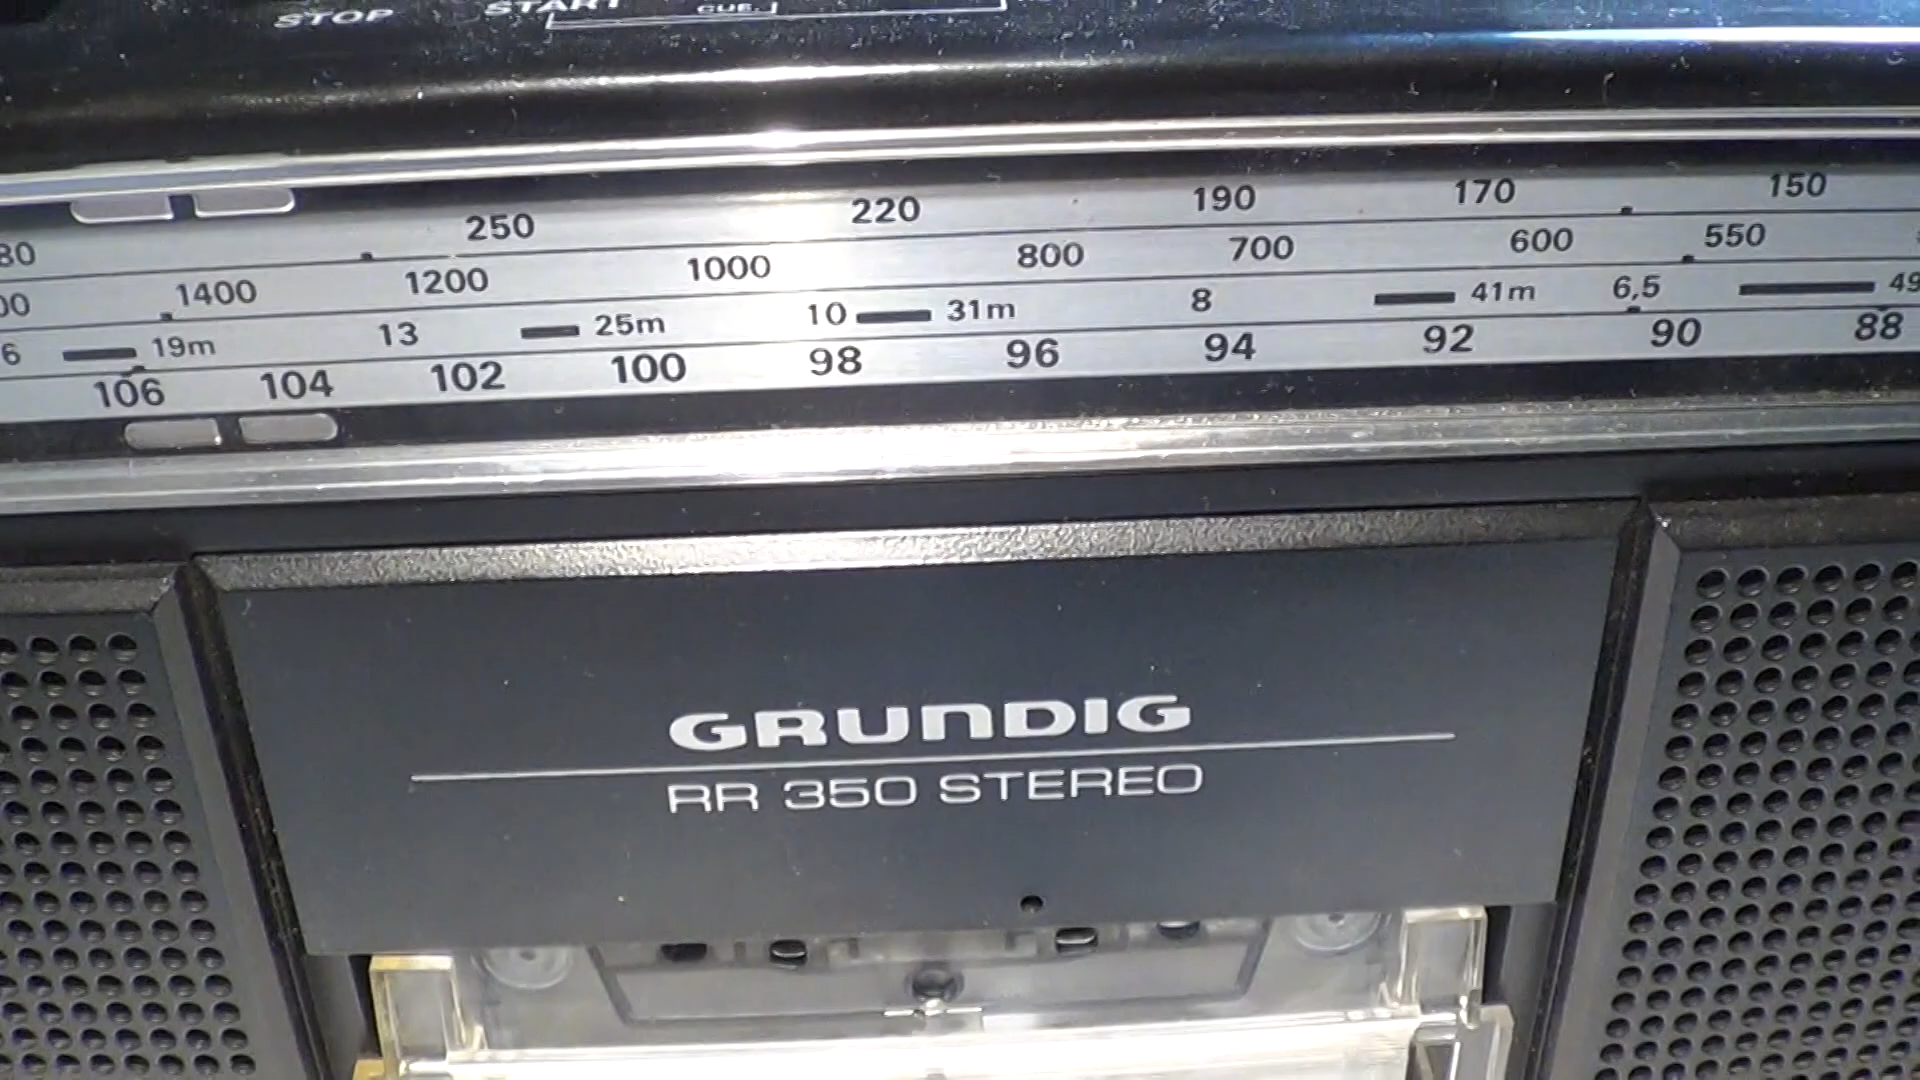 STOP START CUE
250 220 190 170 150
1400 1200 1000 800 700 600 550
19m 13 25m 10 31m 8 41m 6,5 49
106 104 102 100 98 96 94 92 90 88
GRUNDIG
RR 350 STEREO